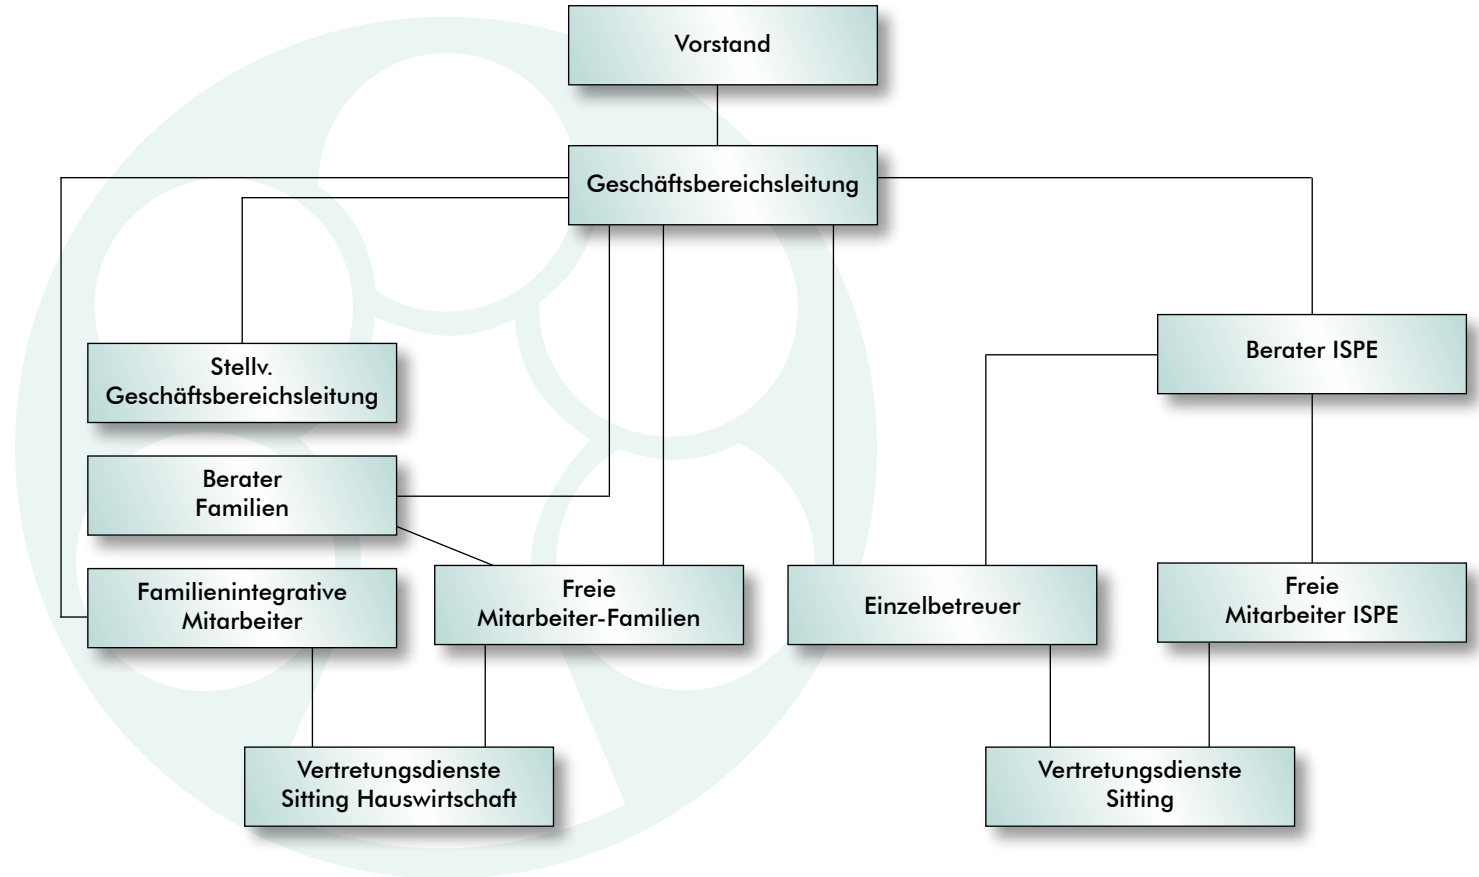 Vorstand
Geschäftsbereichsleitung
Berater ISPE
Stellv.
Geschäftsbereichsleitung
Berater
Familien
Familienintegrative
Mitarbeiter
Freie
Mitarbeiter-Familien
Einzelbetreuer
Freie
Mitarbeiter ISPE
Vertretungsdienste
Sitting Hauswirtschaft
Vertretungsdienste
Sitting